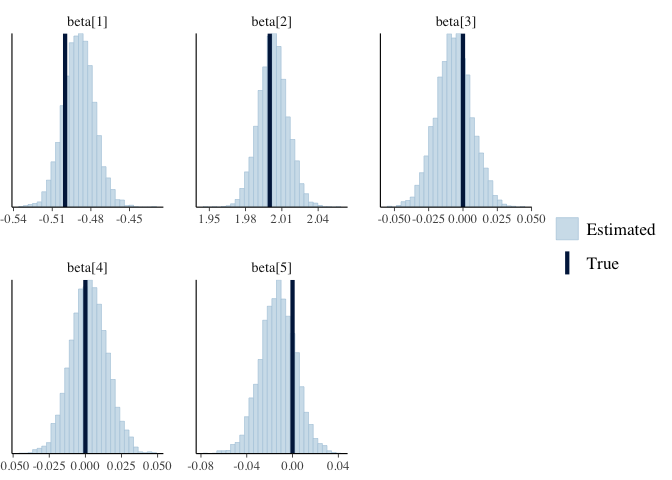 beta[1] beta[2] beta[3]
-0.54 -0.51 -0.48 -0.45 1.95 1.98 2.01 2.04 -0.050 -0.025 0.000 0.025 0.050
Estimated
True
beta[4] beta[5]
0.050 -0.025 0.000 0.025 0.050 -0.08 -0.04 0.00 0.04